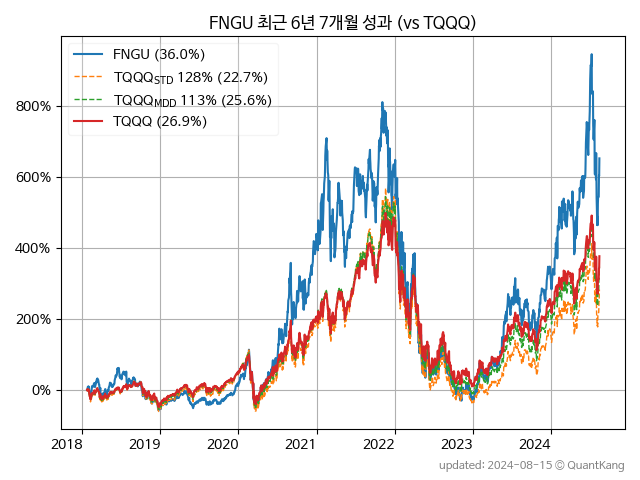 FNGU 최근 6년 7개월 성과 (vs TQQQ)
FNGU (36.0%)
TQQQSTD 128% (22.7%)
TQQQMDD 113% (25.6%)
TQQQ (26.9%)
800%
600%
400%
200%
0%
2018 2019 2020 2021 2022 2023 2024
updated: 2024-08-15 © QuantKang